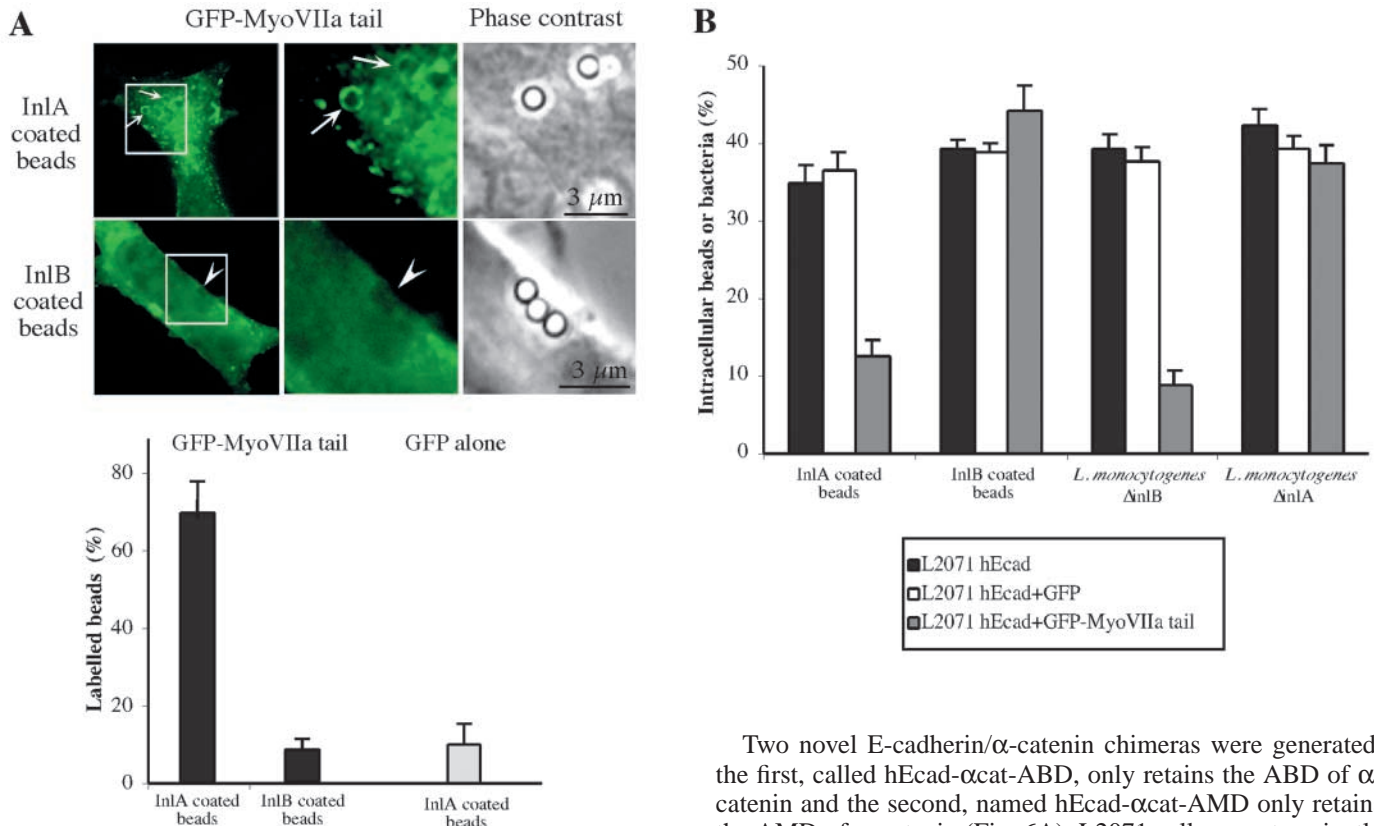 A
GFP-MyoVIIa tail
Phase contrast
InlA
coated
beads
3 μm
InlB
coated
beads
3 μm
GFP-MyoVIIa tail
GFP alone
Labelled beads (%)
80
60
40
20
0
InlA coated
beads
InlB coated
beads
InlA coated
beads
B
Intracellular beads or bacteria (%)
50
40
30
20
10
0
InlA coated
beads
InlB coated
beads
L. monocytogenes
ΔinlB
L. monocytogenes
ΔinlA
L2071 hEcad
L2071 hEcad+GFP
L2071 hEcad+GFP-MyoVIIa tail
Two novel E-cadherin/α-catenin chimeras were generated
the first, called hEcad-αcat-ABD, only retains the ABD of α
catenin and the second, named hEcad-αcat-AMD only retain